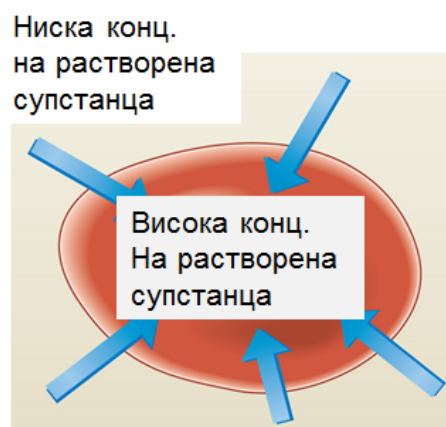 Ниска конц.
на растворена
супстанца
Висока конц.
На растворена
супстанца